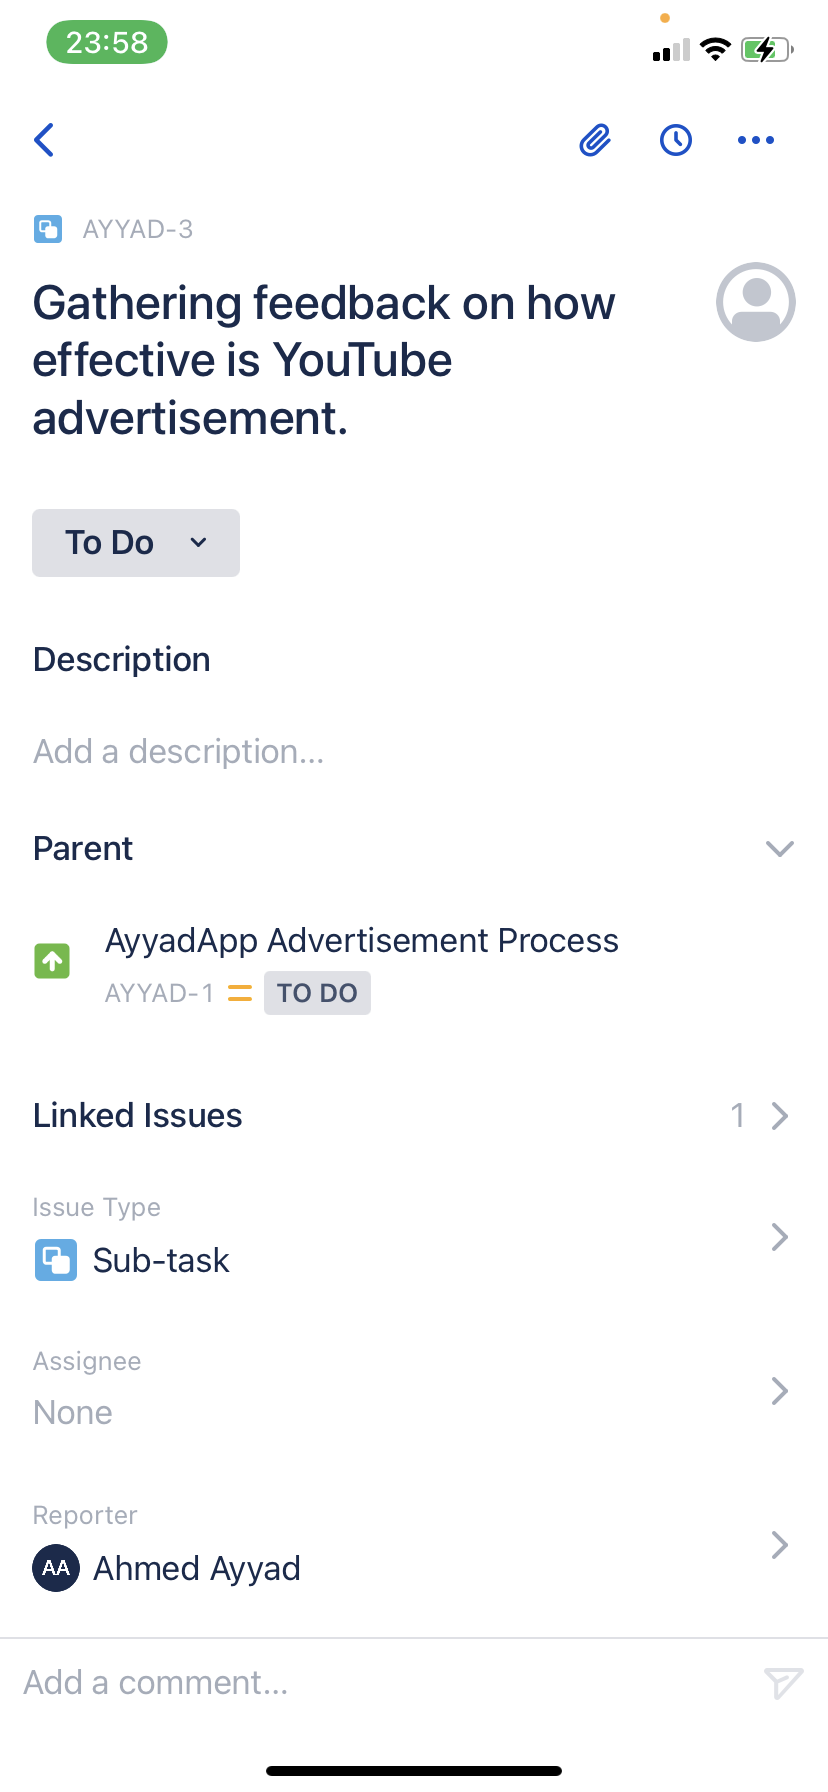 23:58
AYYAD-3
Gathering feedback on how
effective is YouTube
advertisement.
To Do
Description
Add a description...
Parent
AyyadApp Advertisement Process
AYYAD-1 TO DO
Linked Issues 1
Issue Type
Sub-task
Assignee
None
Reporter
AA Ahmed Ayyad
Add a comment...